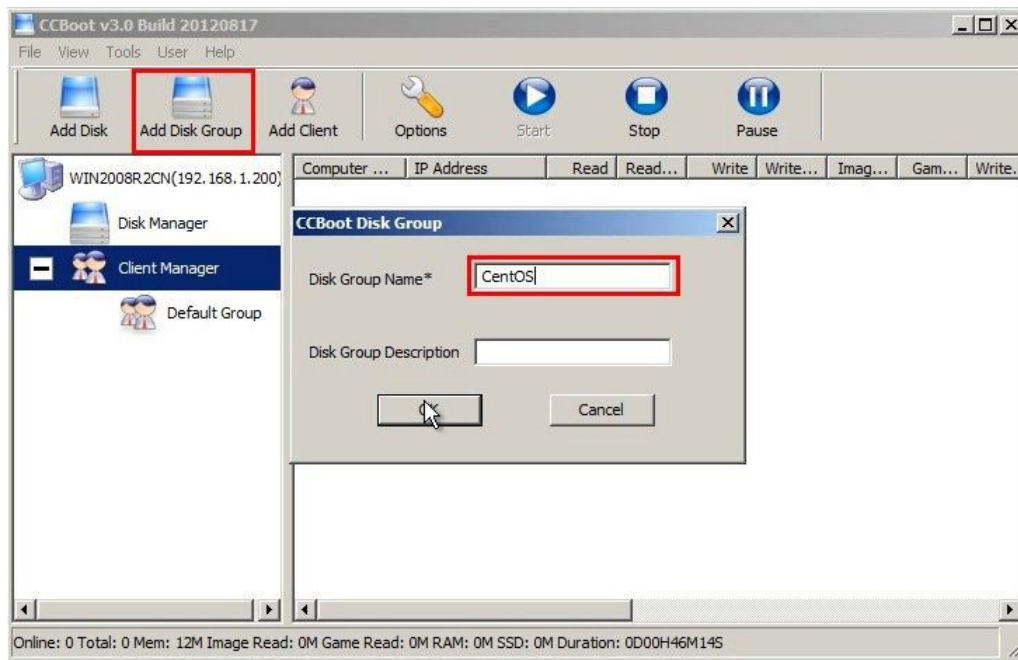 CCBoot v3.0 Build 20120817
File View Tools User Help
Add Disk Add Disk Group Add Client Options Start Stop Pause
WIN2008R2CN(192.168.1.200)
Computer ... IP Address Read Read... Write Write... Imag... Gam... Write.
Disk Manager
CCBoot Disk Group
Client Manager
Disk Group Name* CentOS
Default Group
Disk Group Description
OK Cancel
Online: 0 Total: 0 Mem: 12M Image Read: 0M Game Read: 0M RAM: 0M SSD: 0M Duration: 0D00H46M14S